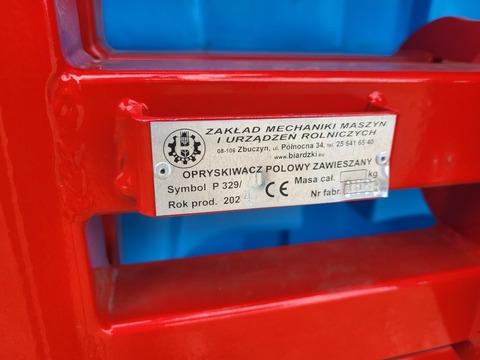 ZAKŁAD MECHANIKI MASZYN
I URZĄDZEŃ ROLNICZYCH
08-106 Zbuczyn, ul. Północna 34, tel. 25 641 65 40
www.biardzki.eu
OPRYSKIWACZ POLOWY ZAWIESZANY
Symbol P 329/ CE Masa cał. kg
Rok prod. 202 Nr fabr.